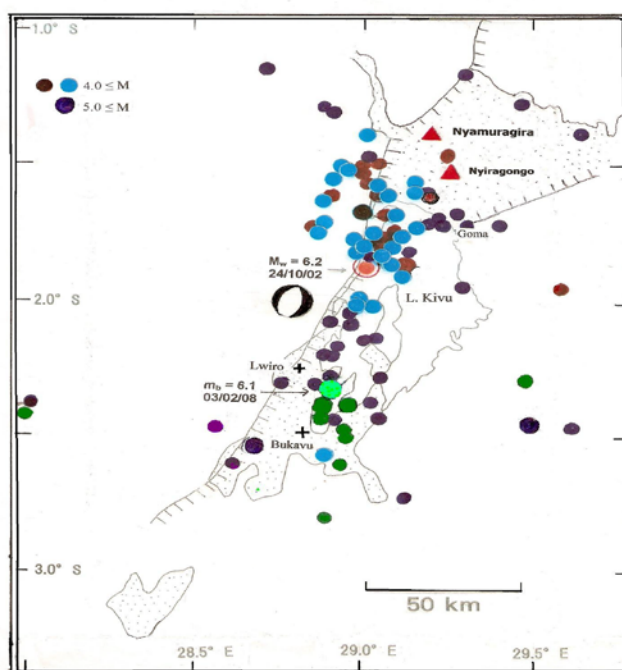 1.0° S
4.0 ≤ M
5.0 ≤ M
Nyamuragira
Nyiragongo
Goma
Mw = 6.2
24/10/02
2.0° S
L. Kivu
Lwiro
mb = 6.1
03/02/08
Bukavu
3.0° S
50 km
28.5° E
29.0° E
29.5° E